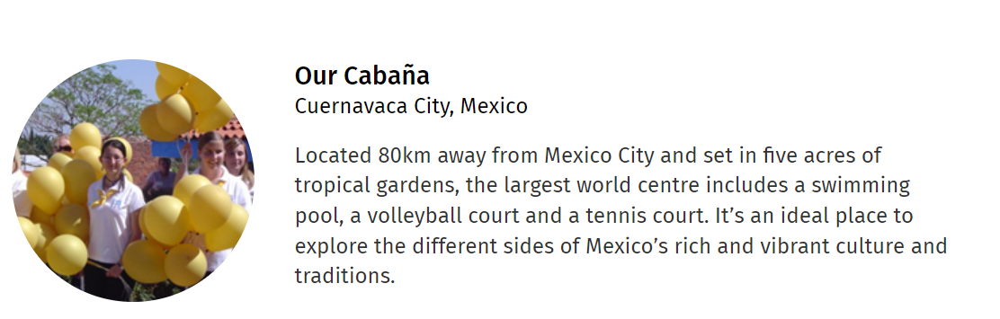 Our Cabaña
Cuernavaca City, Mexico
Located 80km away from Mexico City and set in five acres of
tropical gardens, the largest world centre includes a swimming
pool, a volleyball court and a tennis court. It’s an ideal place to
explore the different sides of Mexico’s rich and vibrant culture and
traditions.